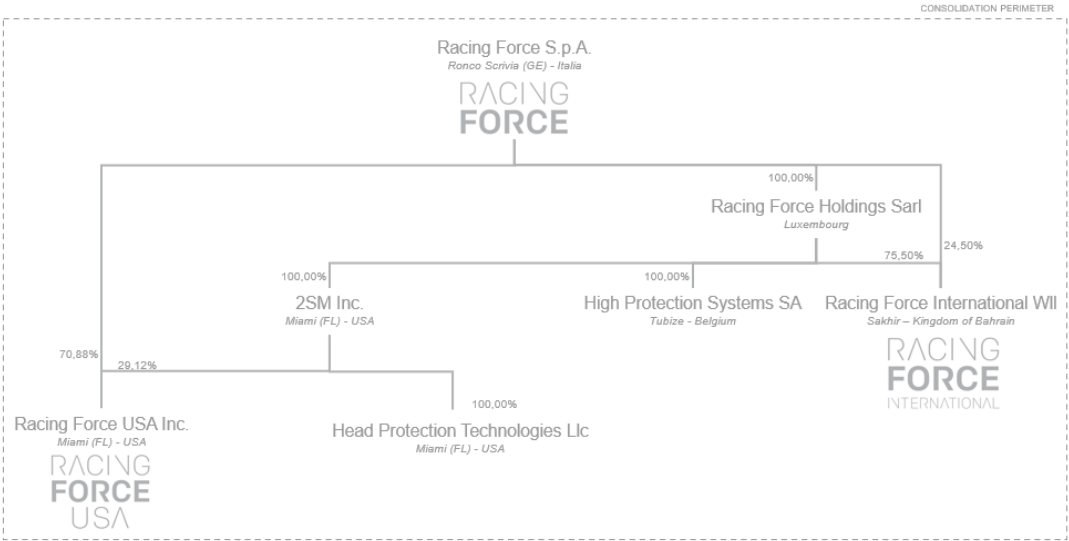 CONSOLIDATION PERIMETER
Racing Force S.p.A.
Ronco Scrivia (GE) - Italia
RACING
FORCE
100,00%
Racing Force Holdings Sarl
Luxembourg
24,50%
75,50%
100,00%
100,00%
2SM Inc.
Miami (FL) - USA
High Protection Systems SA
Tubize - Belgium
Racing Force International Wll
Sakhir – Kingdom of Bahrain
RACING
FORCE
INTERNATIONAL
70,88%
29,12%
100,00%
Racing Force USA Inc.
Miami (FL) - USA
Head Protection Technologies Llc
Miami (FL) - USA
RACING
FORCE
USA